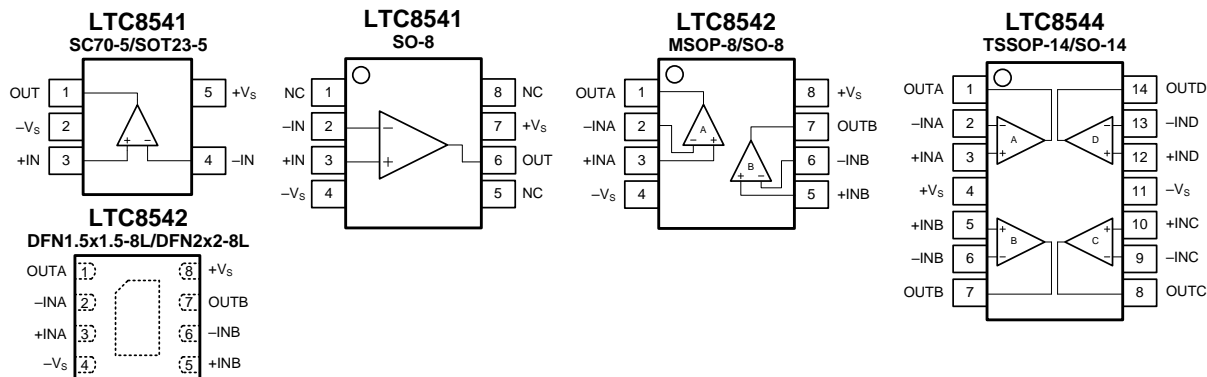 LTC8541
SC70-5/SOT23-5
OUT 1 5 +VS
–VS 2
+IN 3 4 –IN
+ –
LTC8541
SO-8
NC 1 8 NC
–IN 2 – 7 +VS
+IN 3 + 6 OUT
–VS 4 5 NC
LTC8542
MSOP-8/SO-8
OUTA 1 8 +VS
–INA 2 A 7 OUTB
– +
+INA 3 B 6 –INB
+ –
–VS 4 5 +INB
LTC8544
TSSOP-14/SO-14
OUTA 1 14 OUTD
–INA 2 – – 13 –IND
A D
+INA 3 + + 12 +IND
+VS 4 11 –VS
+INB 5 + + 10 +INC
B C
–INB 6 – – 9 –INC
OUTB 7 8 OUTC
LTC8542
DFN1.5x1.5-8L/DFN2x2-8L
OUTA 1 8 +VS
–INA 2 7 OUTB
+INA 3 6 –INB
–VS 4 5 +INB